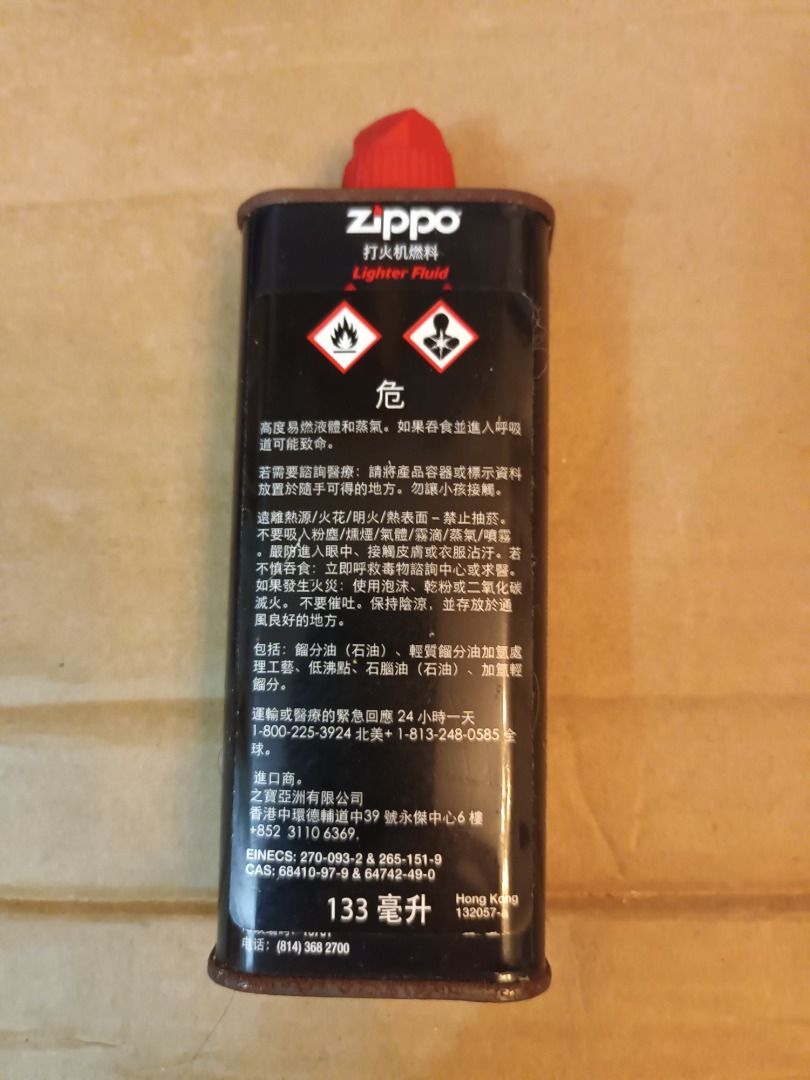 zippo
打火机燃料
Lighter Fluid
危
高度易燃液體和蒸氣。如果吞食並進入呼吸
道可能致命。
若需要諮詢醫療：請將產品容器或標示資料
放置於隨手可得的地方。勿讓小孩接觸。
遠離熱源/火花/明火/熱表面 – 禁止抽菸。
不要吸入粉塵/燻煙/氣體/霧滴/蒸氣/噴霧
。嚴防進入眼中、接觸皮膚或衣服沾汙。若
不慎吞食：立即呼救毒物諮詢中心或求醫。
如果發生火災：使用泡沫、乾粉或二氧化碳
滅火。 不要催吐。保持陰涼，並存放於通
風良好的地方。
包括：餾分油（石油）、輕質餾分油加氫處
理工藝、低沸點、石腦油（石油）、加氫輕
餾分。
運輸或醫療的緊急回應 24 小時一天
1-800-225-3924 北美+ 1-813-248-0585 全
球。
進口商。
之寶亞洲有限公司
香港中環德輔道中39 號永傑中心6 樓
+852 3110 6369.
EINECS: 270-093-2 & 265-151-9
CAS: 68410-97-9 & 64742-49-0
133 毫升
Hong Kong
132057-a
电话：(814) 368 2700